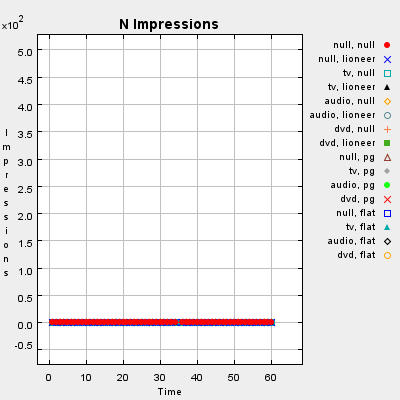 N Impressions
×10²
5.0
4.5
4.0
3.5
3.0
2.5
2.0
1.5
1.0
0.5
0.0
-0.5
Impressions
0 10 20 30 40 50 60
Time
null, null
null, lioneer
tv, null
tv, lioneer
audio, null
audio, lioneer
dvd, null
dvd, lioneer
null, pg
tv, pg
audio, pg
dvd, pg
null, flat
tv, flat
audio, flat
dvd, flat